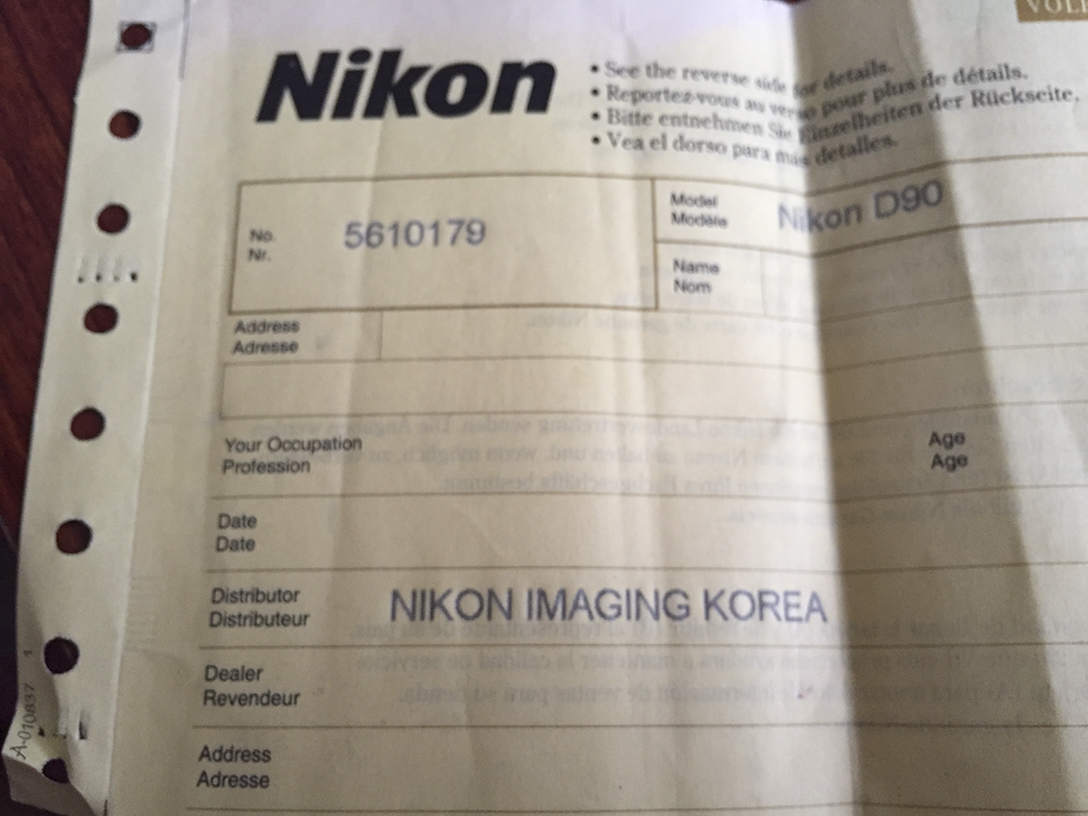 Nikon
• See the reverse side for details.
• Reportez-vous au verso pour plus de détails.
• Bitte entnehmen Sie Einzelheiten der Rückseite.
• Vea el dorso para más detalles.
No. 5610179
Nr.
Model Nikon D90
Modèle
Name
Nom
Address
Adresse
Your Occupation
Profession
Age
Age
Date
Date
Distributor NIKON IMAGING KOREA
Distributeur
Dealer
Revendeur
Address
Adresse
A-010837 1